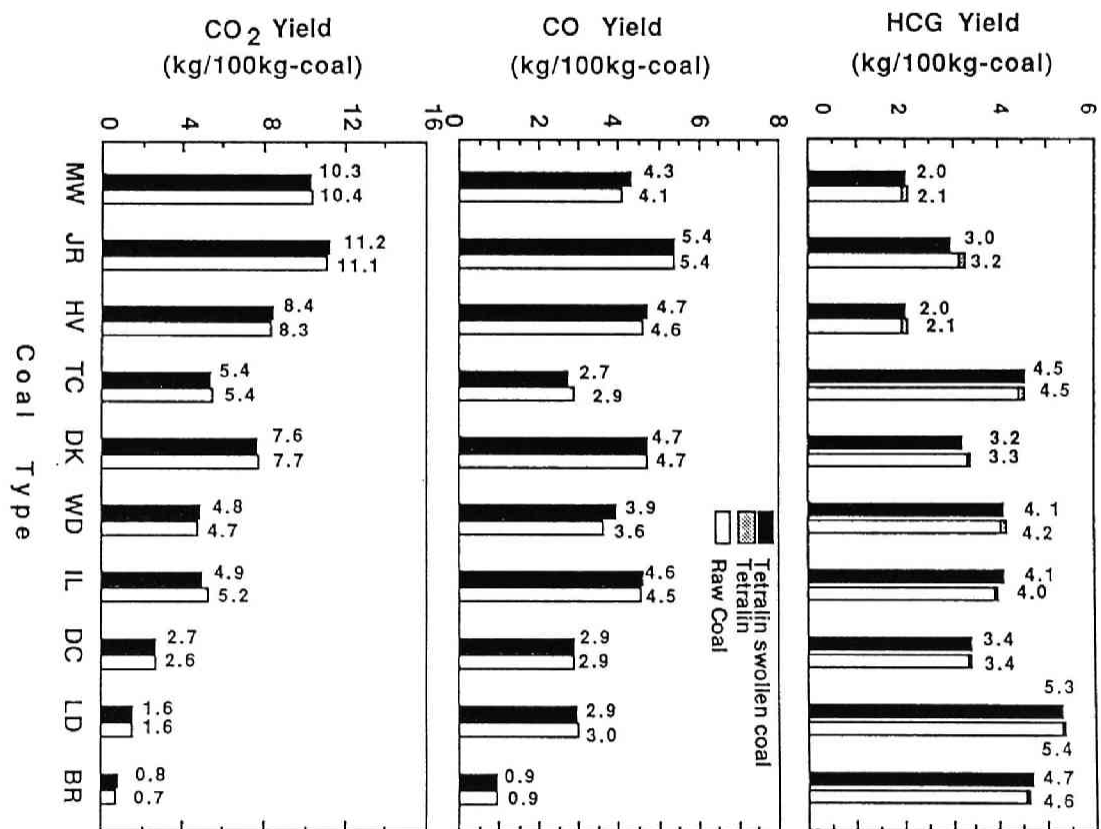 CO2 Yield
(kg/100kg-coal)
0 4 8 12 16
10.3
10.4
11.2
11.1
8.4
8.3
5.4
5.4
7.6
7.7
4.8
4.7
4.9
5.2
2.7
2.6
1.6
1.6
0.8
0.7
MW
JR
HV
TC
DK
WD
IL
DC
LD
BR
Coal Type
CO Yield
(kg/100kg-coal)
0 2 4 6 8
4.3
4.1
5.4
5.4
4.7
4.6
2.7
2.9
4.7
4.7
3.9
3.6
4.6
4.5
2.9
2.9
2.9
3.0
0.9
0.9
Tetralin swollen coal
Tetralin
Raw Coal
HCG Yield
(kg/100kg-coal)
0 2 4 6
2.0
2.1
3.0
3.2
2.0
2.1
4.5
4.5
3.2
3.3
4.1
4.2
4.1
4.0
3.4
3.4
5.3
5.4
4.7
4.6